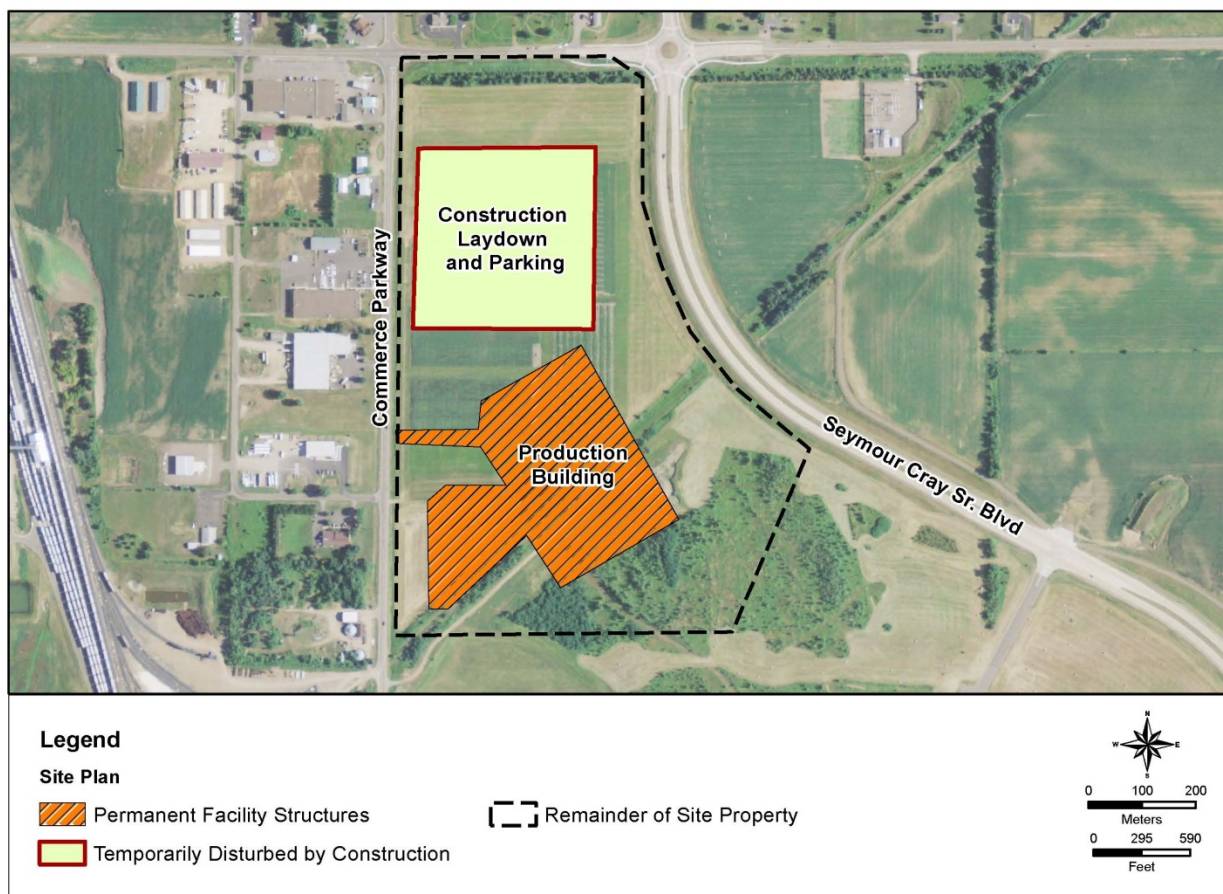 Construction
Laydown
and Parking
Commerce Parkway
Production
Building
Seymour Cray Sr. Blvd
Legend
Site Plan
Permanent Facility Structures
Remainder of Site Property
Temporarily Disturbed by Construction
N
W E
S
0 100 200
Meters
0 295 590
Feet